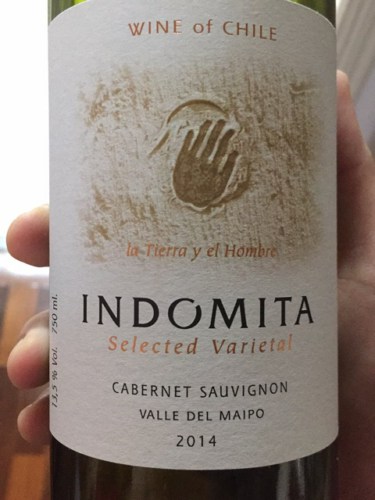 WINE of CHILE
la Tierra y el Hombre
INDOMITA
Selected Varietal
CABERNET SAUVIGNON
VALLE DEL MAIPO
2014
13,5 % Vol. 750 ml.